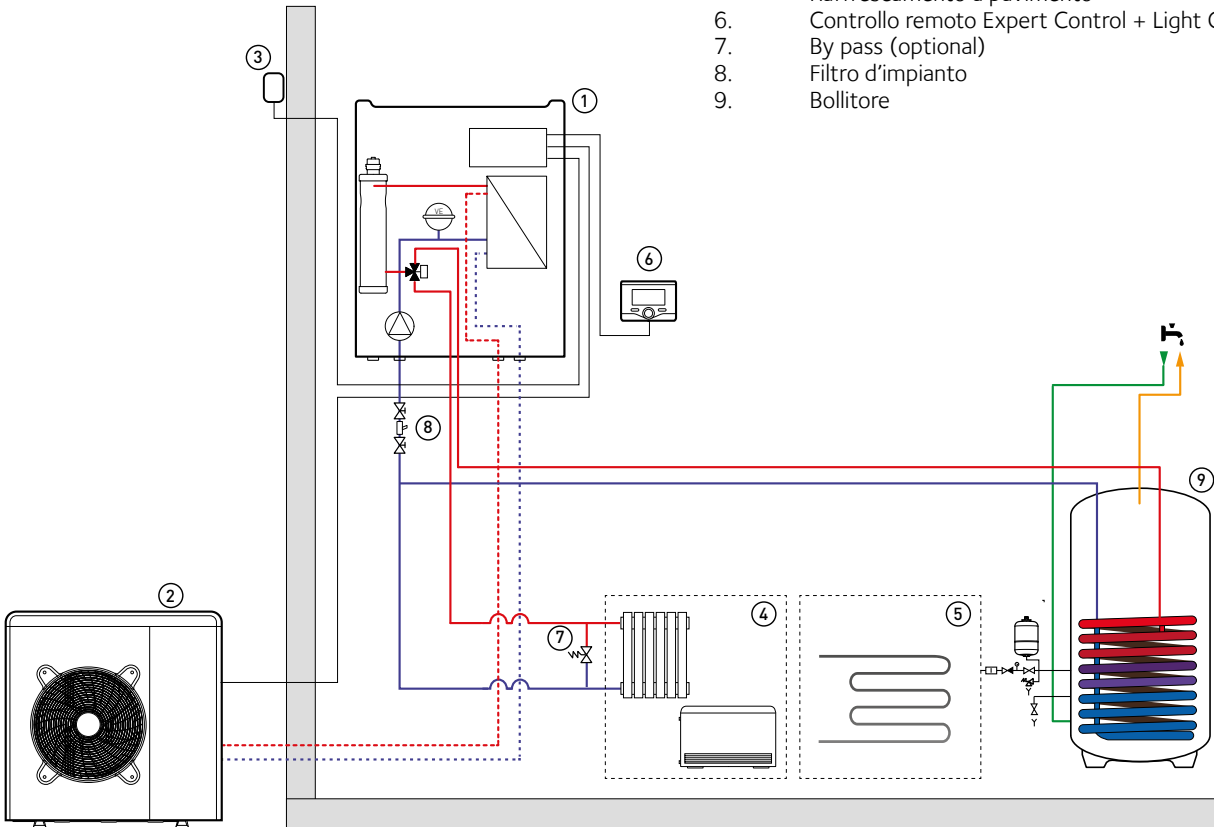 Raffrescamento a pavimento
6. Controllo remoto Expert Control + Light
7. By pass (optional)
8. Filtro d'impianto
9. Bollitore
3
1
VE
6
8
9
2
7
4
5